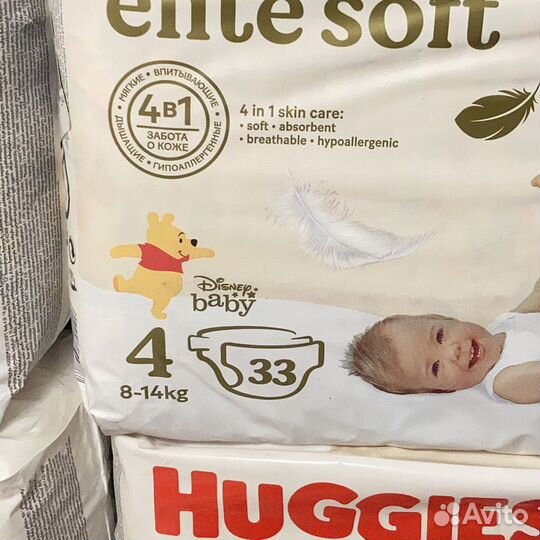 elite soft
МЯГКИЕ • ВПИТЫВАЮЩИЕ • ДЫШАЩИЕ • ГИПОАЛЛЕРГЕННЫЕ •
4в1
ЗАБОТА
О КОЖЕ
4 in 1 skin care:
• soft • absorbent
• breathable • hypoallergenic
Disney
baby
4
33
8-14kg
HUGGIES
Avito